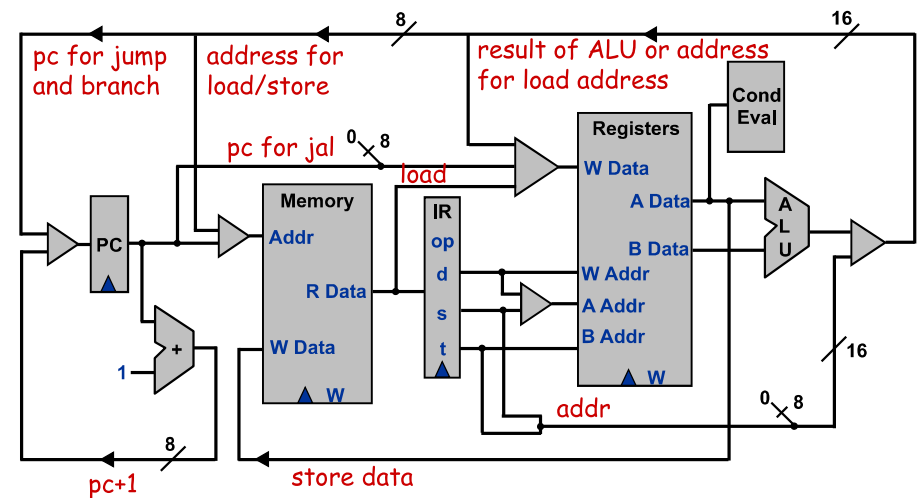 8
16
pc for jump
and branch
address for
load/store
result of ALU or address
for load address
Cond
Eval
0
8
pc for jal
load
Registers
W Data
A Data
B Data
W Addr
A Addr
B Addr
W
Memory
Addr
R Data
W Data
W
IR
op
d
s
t
PC
A
L
U
+
1
16
addr
0
8
8
pc+1
store data